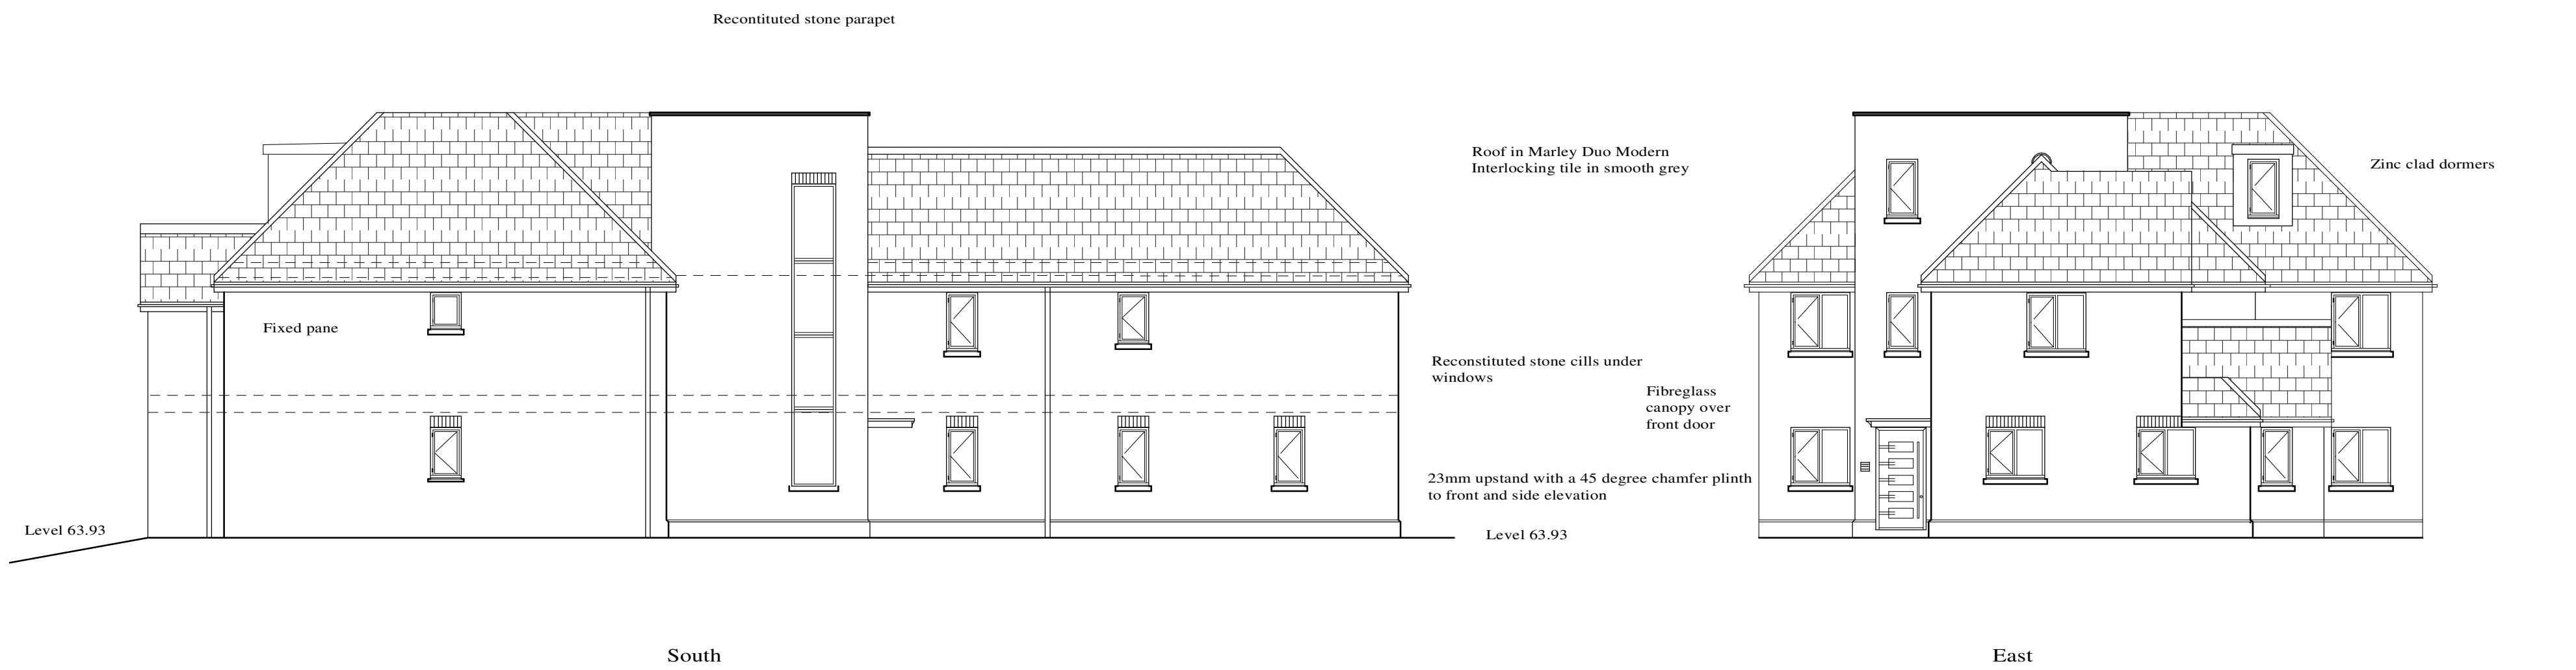 Recontituted stone parapet
Roof in Marley Duo Modern
Interlocking tile in smooth grey
Zinc clad dormers
Fixed pane
Reconstituted stone cills under
windows
Fibreglass
canopy over
front door
23mm upstand with a 45 degree chamfer plinth
to front and side elevation
Level 63.93
Level 63.93
South
East